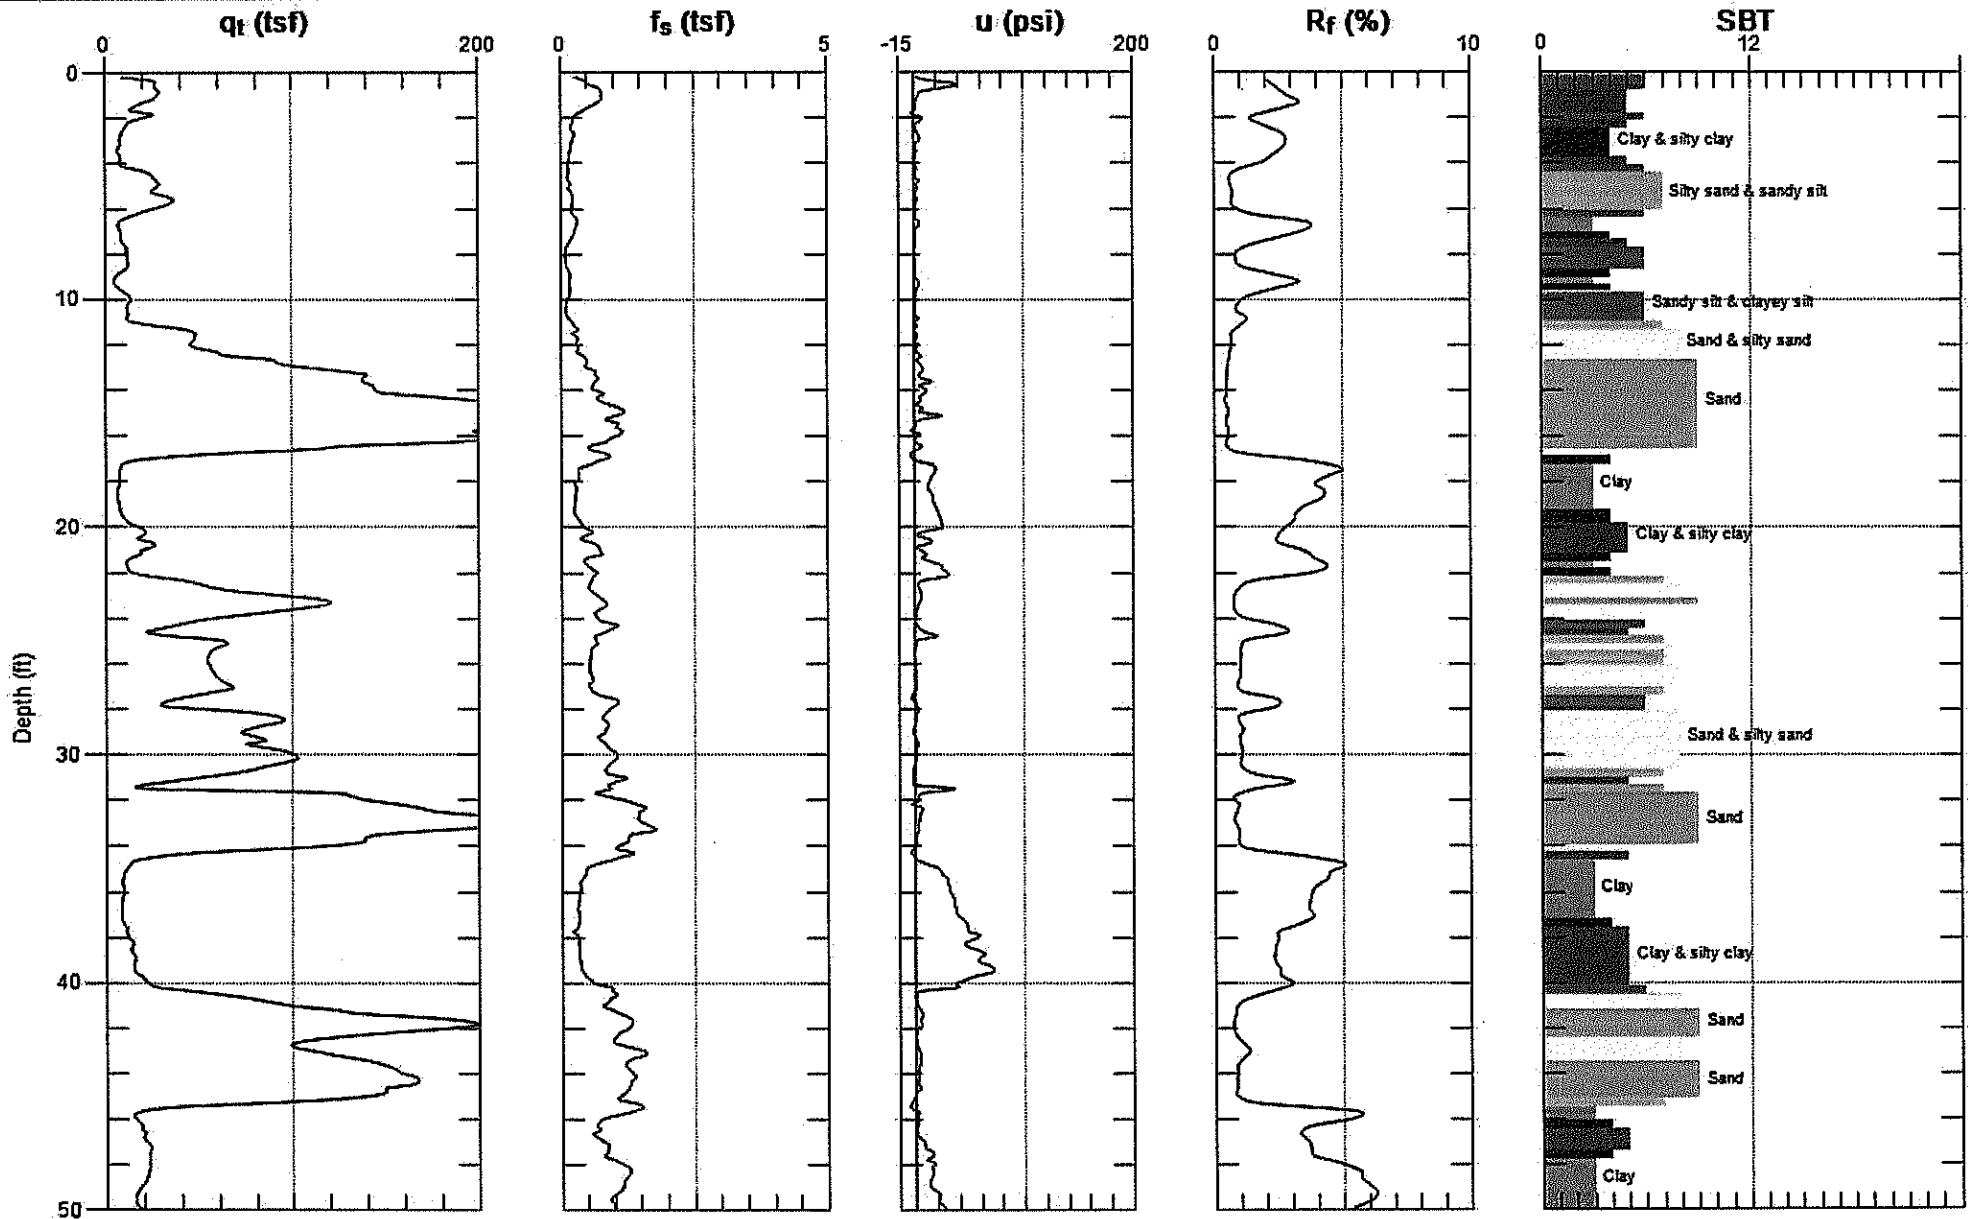 qt (tsf)
fs (tsf)
u (psi)
Rf (%)
SBT
0 200
0 5
-15 200
0 10
0 12
0
Clay & silty clay
Silty sand & sandy silt
10
Sandy silt & clayey silt
Sand & silty sand
Sand
Clay
20
Clay & silty clay
Depth (ft)
Sand & silty sand
30
Sand
Clay
Clay & silty clay
40
Sand
Sand
Clay
50